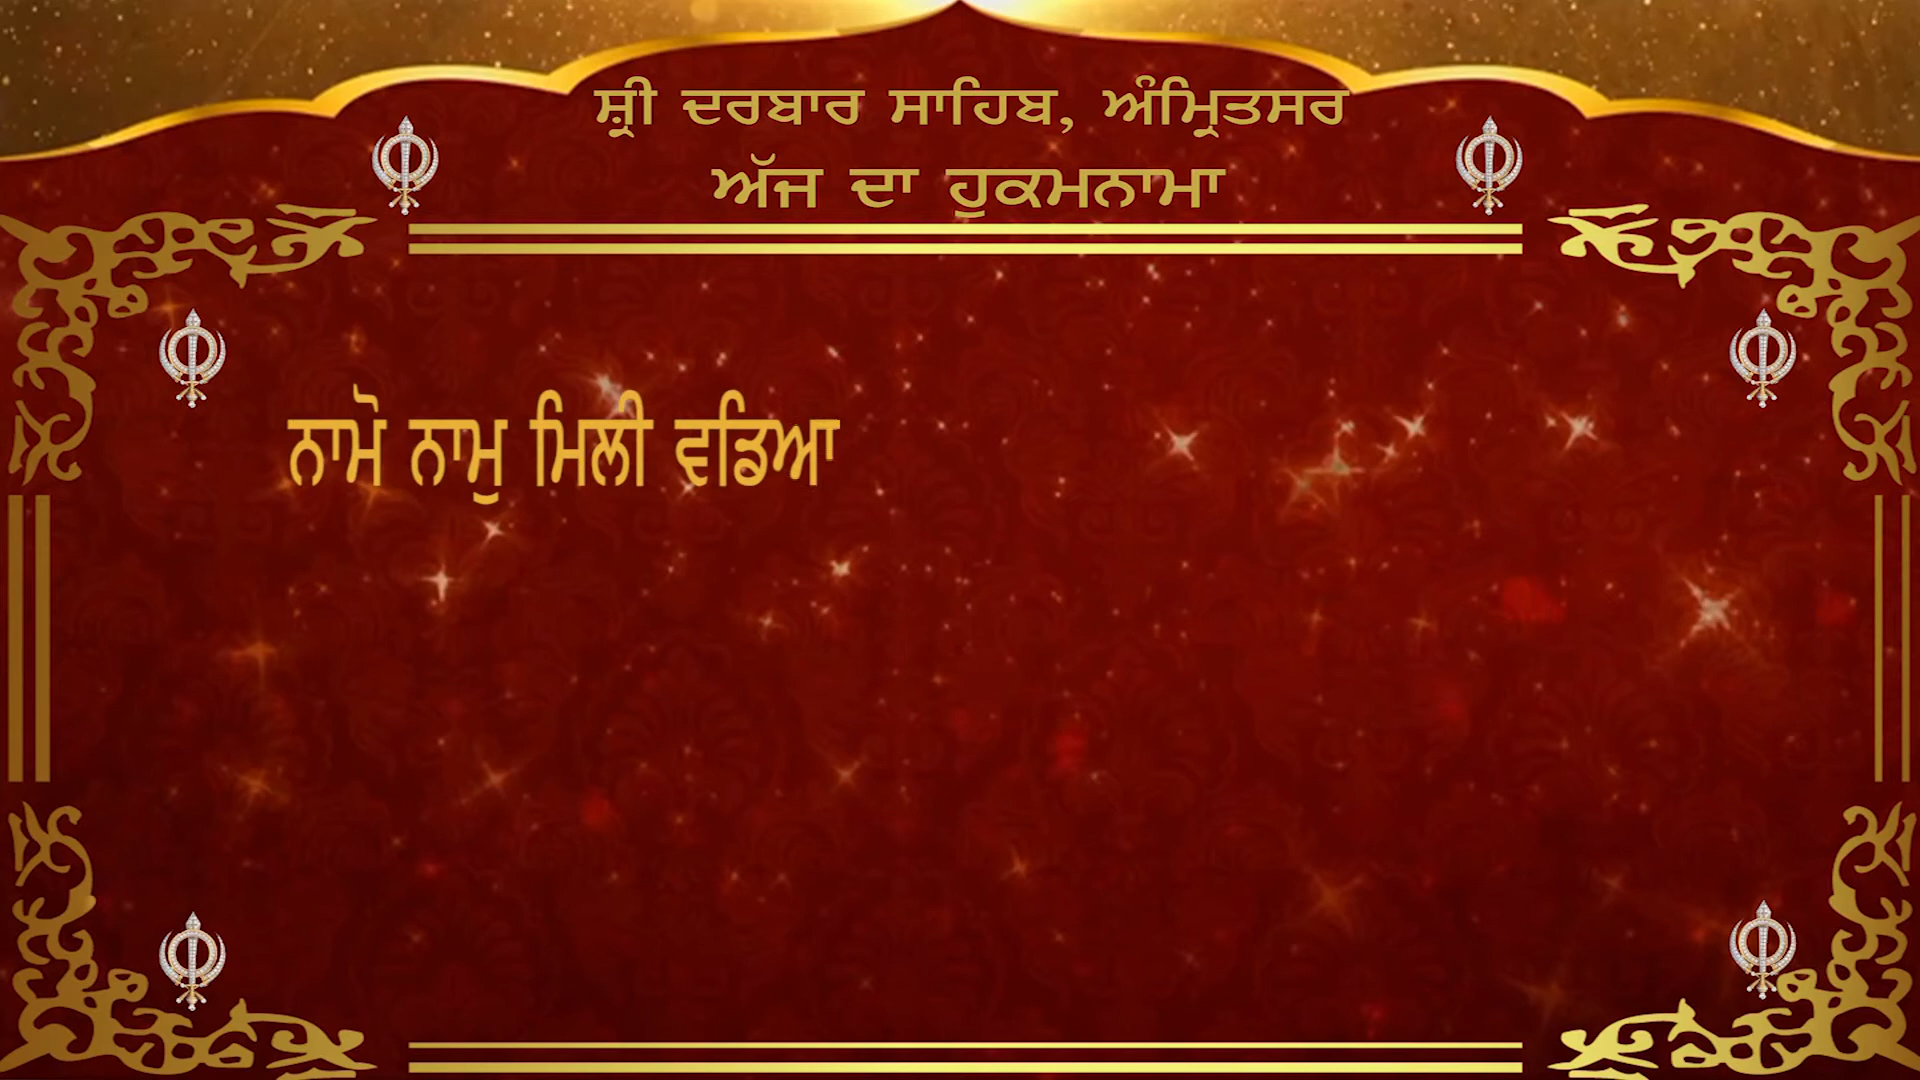 ਸ਼੍ਰੀ ਦਰਬਾਰ ਸਾਹਿਬ, ਅੰਮ੍ਰਿਤਸਰ
ਅੱਜ ਦਾ ਹੁਕਮਨਾਮਾ
ਨਾਮੋ ਨਾਮੁ ਮਿਲੀ ਵਡਿਆ